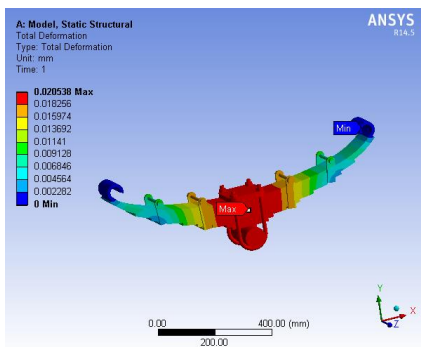 A: Model, Static Structural
Total Deformation
Type: Total Deformation
Unit: mm
Time: 1
0.020538 Max
0.018256
0.015974
0.013692
0.01141
0.009128
0.006846
0.004564
0.002282
0 Min
ANSYS
R14.5
Min
Max
0.00
400.00 (mm)
200.00
Y
X
Z